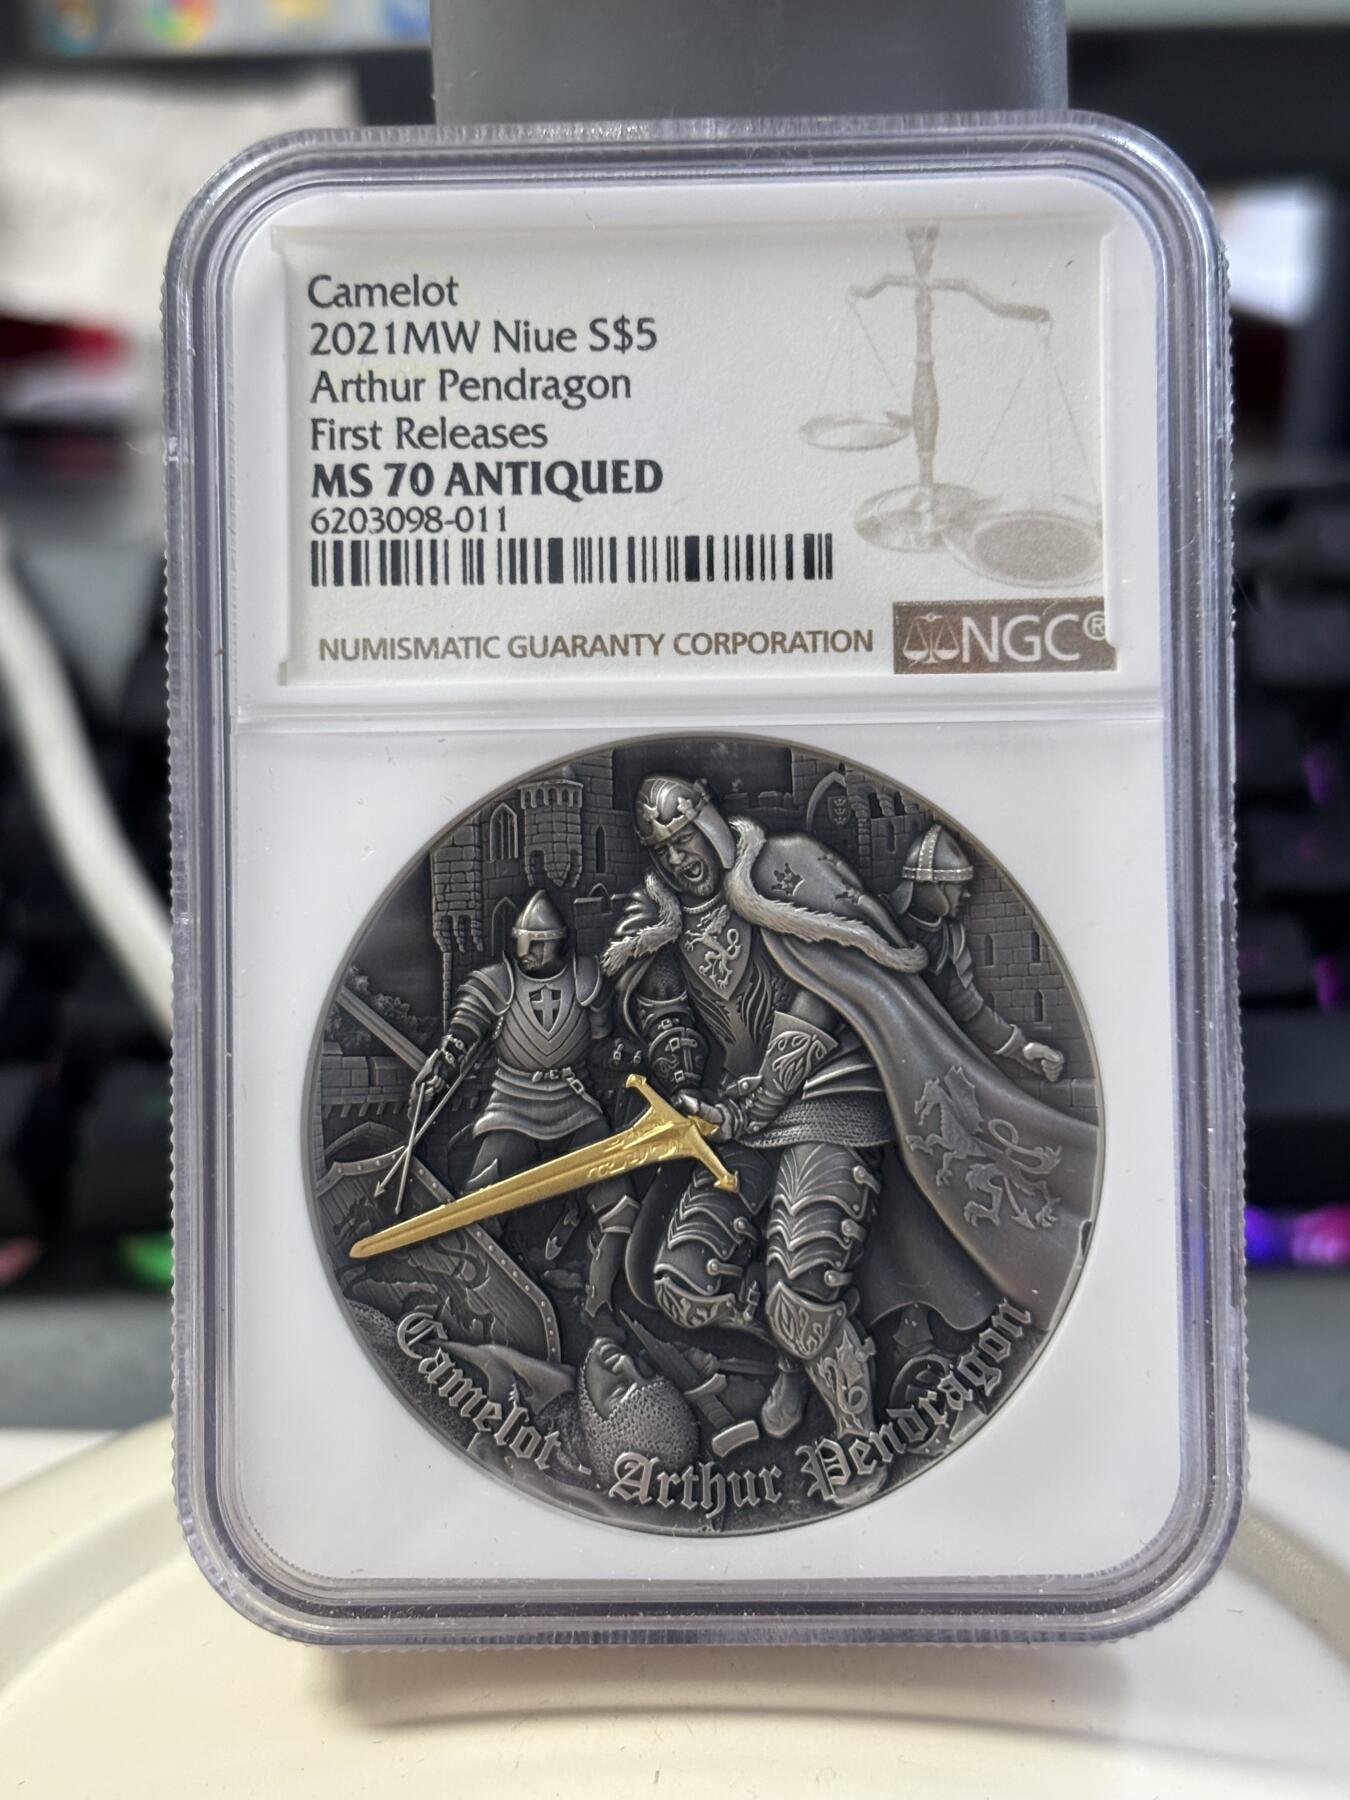 Camelot
2021MW Niue S$5
Arthur Pendragon
First Releases
MS 70 ANTIQUED
6203098-011
NUMISMATIC GUARANTY CORPORATION
NGC®
Camelot - Arthur Pendragon